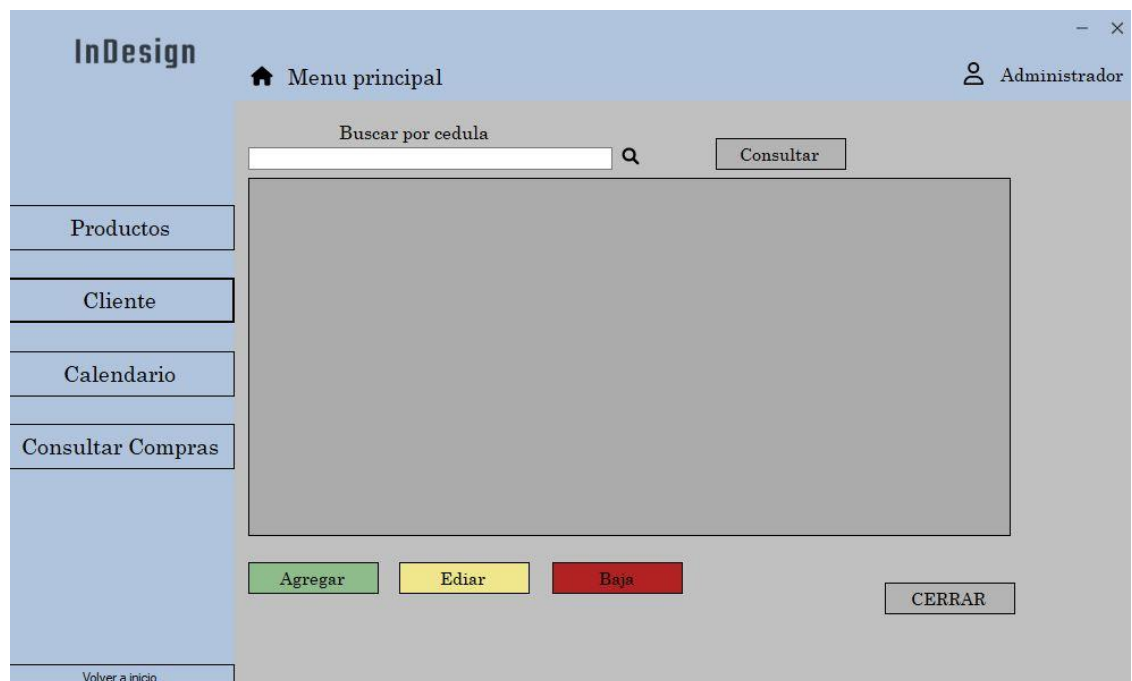 InDesign
Menu principal
Administrador
Buscar por cedula
Consultar
Productos
Cliente
Calendario
Consultar Compras
Agregar
Ediar
Baja
CERRAR
Volver a inicio